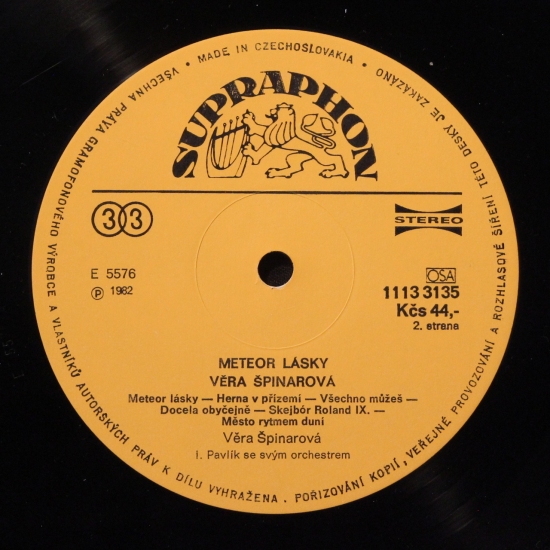 • MADE IN CZECHOSLOVAKIA •
VŠECHNA PRÁVA GRAMOFONOVÉHO VÝROBCE A VLASTNÍKŮ AUTORSKÝCH PRÁV K DÍLU VYHRAŽENA. POŘIZOVÁNÍ KOPIÍ, VEŘEJNÉ PROVOZOVÁNÍ A ROZHLASOVÉ ŠÍŘENÍ TÉTO DESKY JE ZAKÁZÁNO
SUPRAPHON
33
STEREO
E 5576
℗ 1982
OSA
1113 3135
Kčs 44,-
2. strana
METEOR LÁSKY
VĚRA ŠPINAROVÁ
Meteor lásky — Herna v přízemí — Všechno můžeš —
Docela obyčejně — Skejbór Roland IX. —
Město rytmem duní
Věra Špinarová
I. Pavlík se svým orchestrem